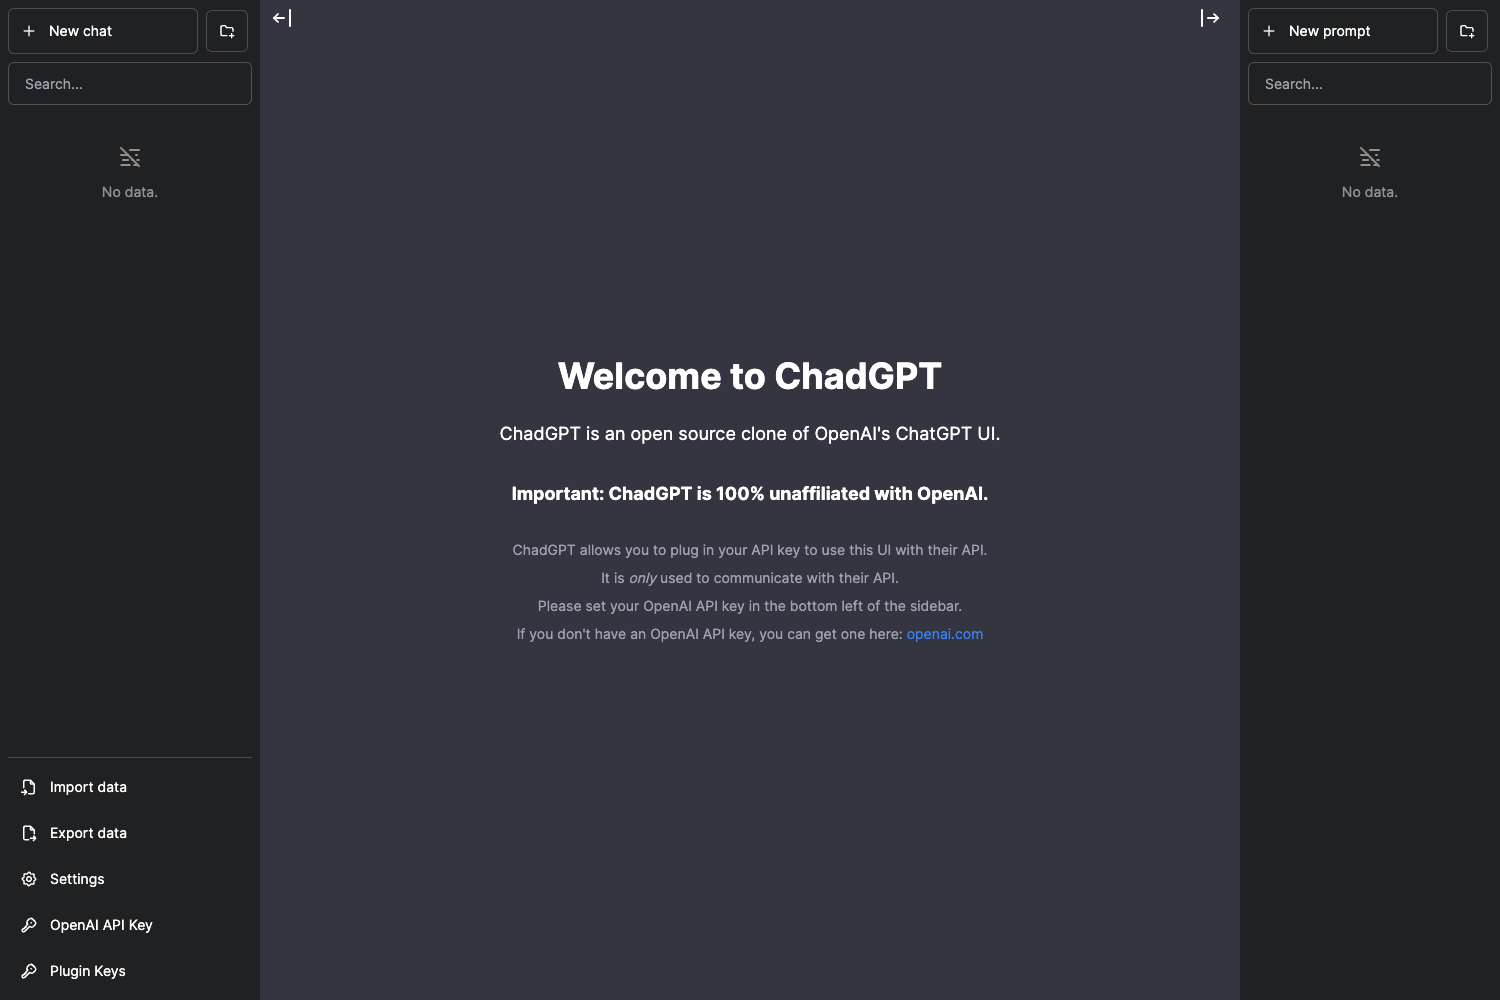 New chat
Search...
No data.
Import data
Export data
Settings
OpenAI API Key
Plugin Keys
Welcome to ChadGPT
ChadGPT is an open source clone of OpenAI's ChatGPT UI.
Important: ChadGPT is 100% unaffiliated with OpenAI.
ChadGPT allows you to plug in your API key to use this UI with their API.
It is only used to communicate with their API.
Please set your OpenAI API key in the bottom left of the sidebar.
If you don't have an OpenAI API key, you can get one here: openai.com
New prompt
Search...
No data.